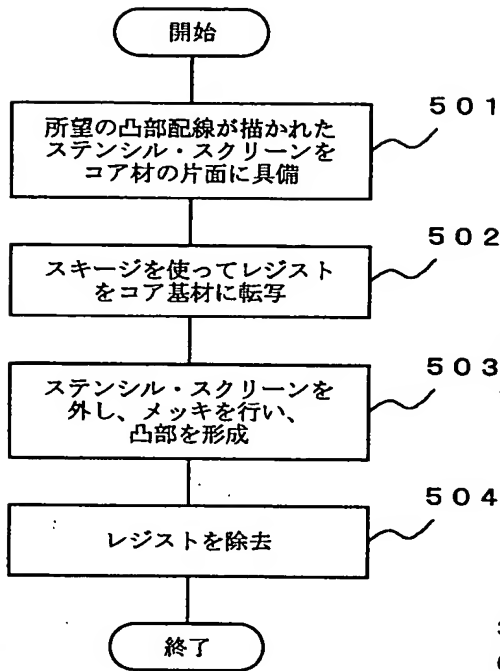 開始
所望の凸部配線が描かれた
ステンシル・スクリーンを
コア材の片面に具備
501
スキージを使ってレジスト
をコア基材に転写
502
ステンシル・スクリーンを
外し、メッキを行い、
凸部を形成
503
レジストを除去
504
終了